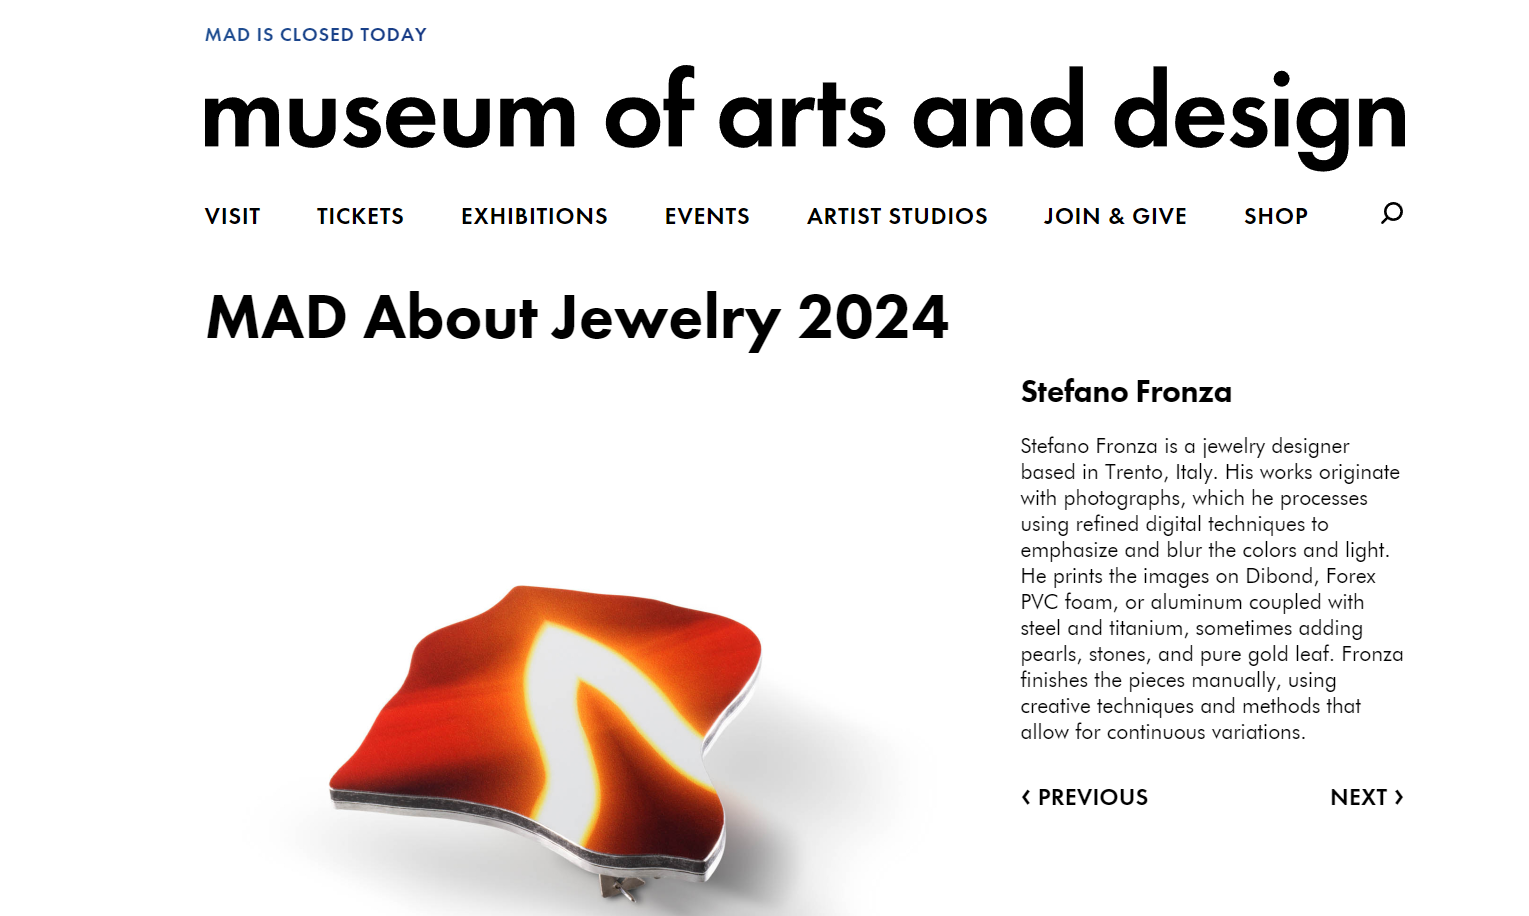 MAD IS CLOSED TODAY
museum of arts and design
VISIT TICKETS EXHIBITIONS EVENTS ARTIST STUDIOS JOIN & GIVE SHOP
MAD About Jewelry 2024
Stefano Fronza
Stefano Fronza is a jewelry designer
based in Trento, Italy. His works originate
with photographs, which he processes
using refined digital techniques to
emphasize and blur the colors and light.
He prints the images on Dibond, Forex
PVC foam, or aluminum coupled with
steel and titanium, sometimes adding
pearls, stones, and pure gold leaf. Fronza
finishes the pieces manually, using
creative techniques and methods that
allow for continuous variations.
‹ PREVIOUS NEXT ›